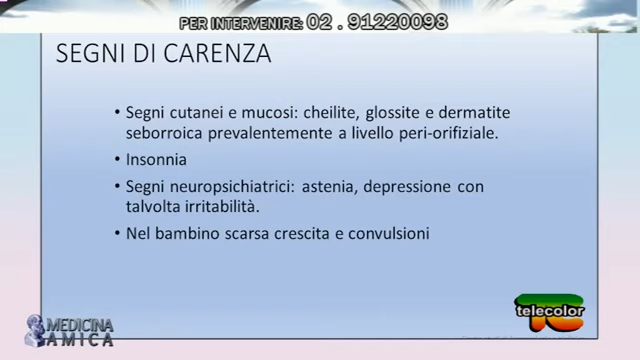 PER INTERVENIRE: 02 . 91220098
SEGNI DI CARENZA
• Segni cutanei e mucosi: cheilite, glossite e dermatite
seborroica prevalentemente a livello peri-orifiziale.
• Insonnia
• Segni neuropsichiatrici: astenia, depressione con
talvolta irritabilità.
• Nel bambino scarsa crescita e convulsioni
telecolor
MEDICINA
AMICA